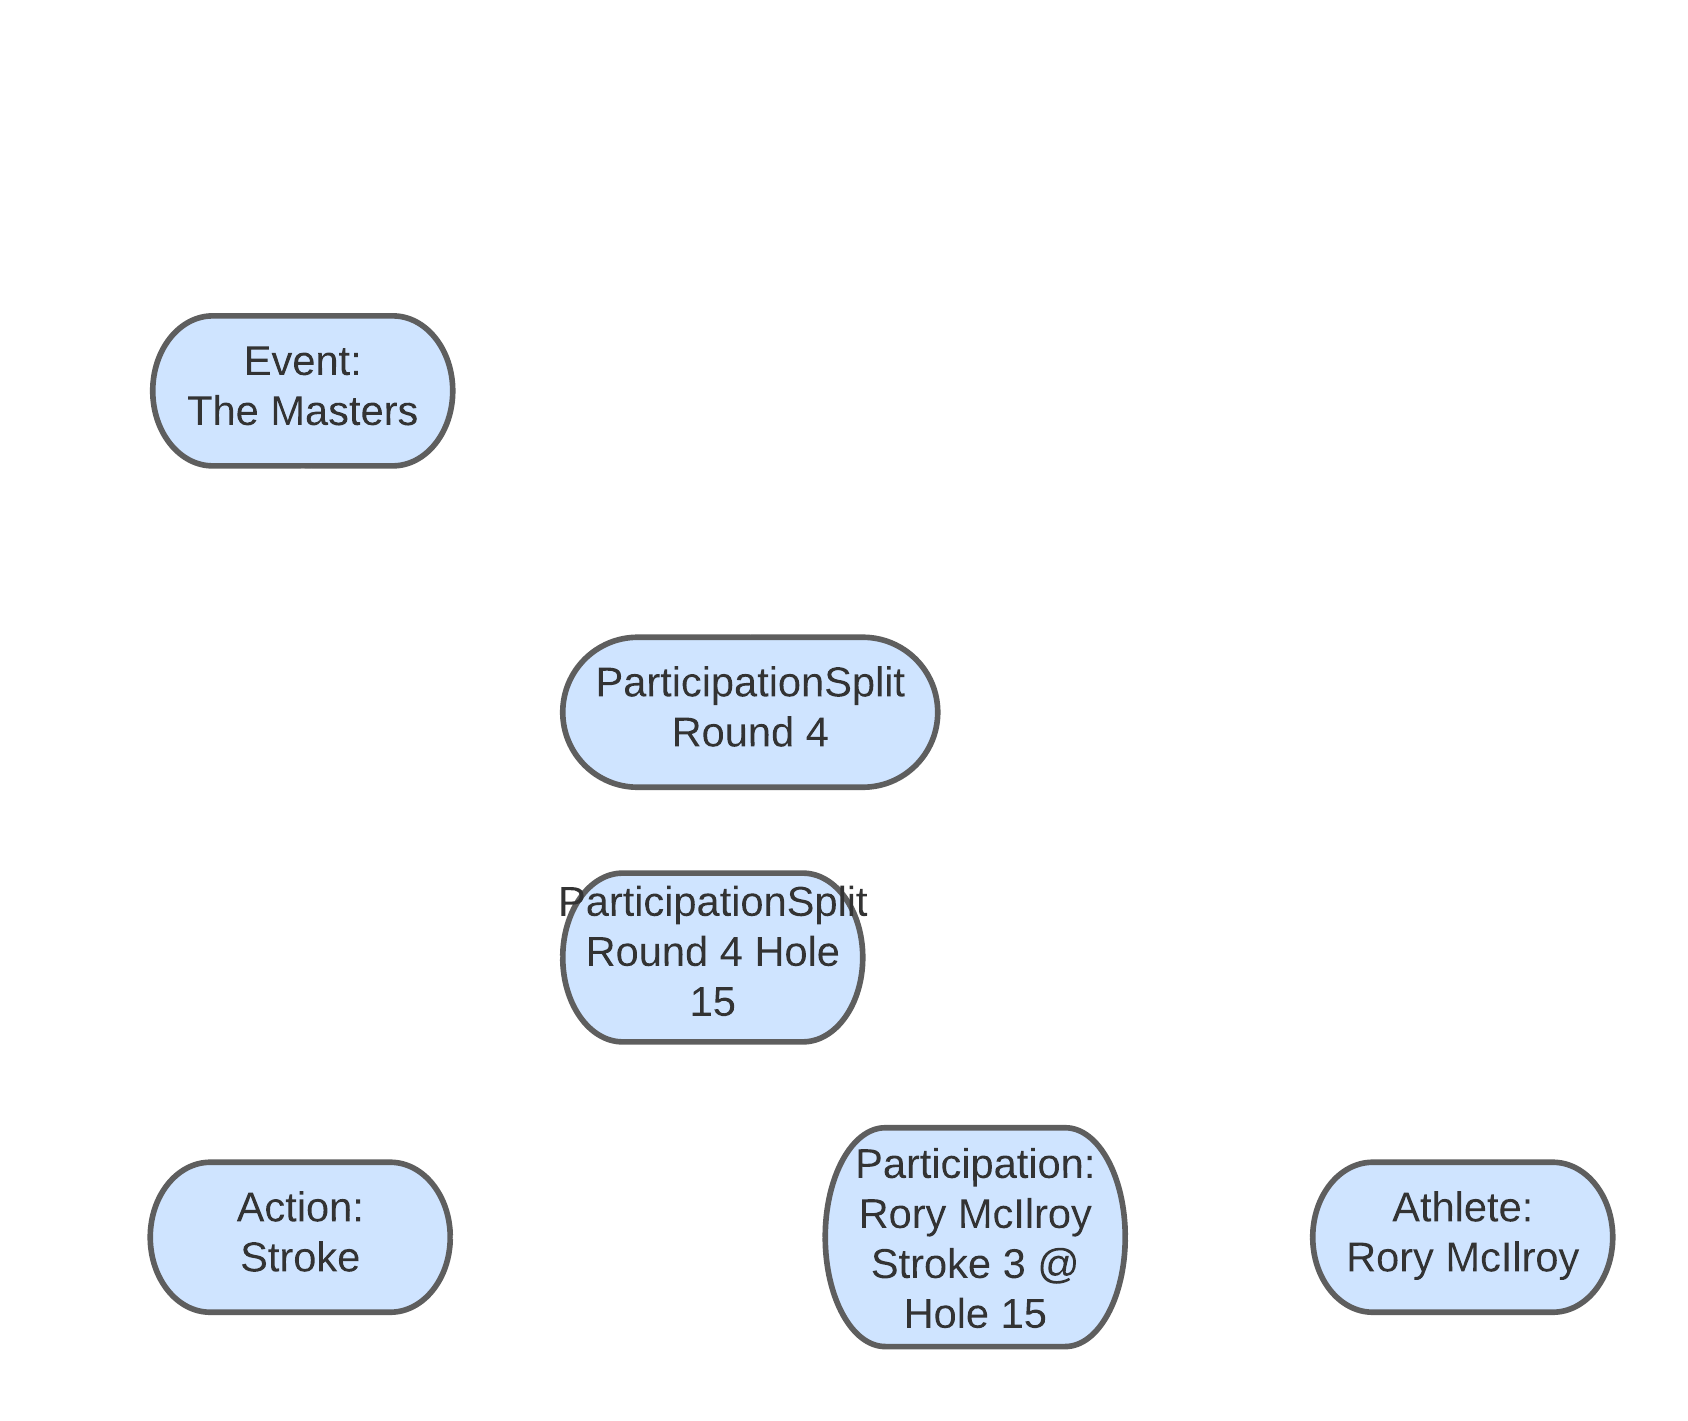 Event:
The Masters
ParticipationSplit
Round 4
ParticipationSplit
Round 4 Hole
15
Action:
Stroke
Participation:
Rory McIlroy
Stroke 3 @
Hole 15
Athlete:
Rory McIlroy